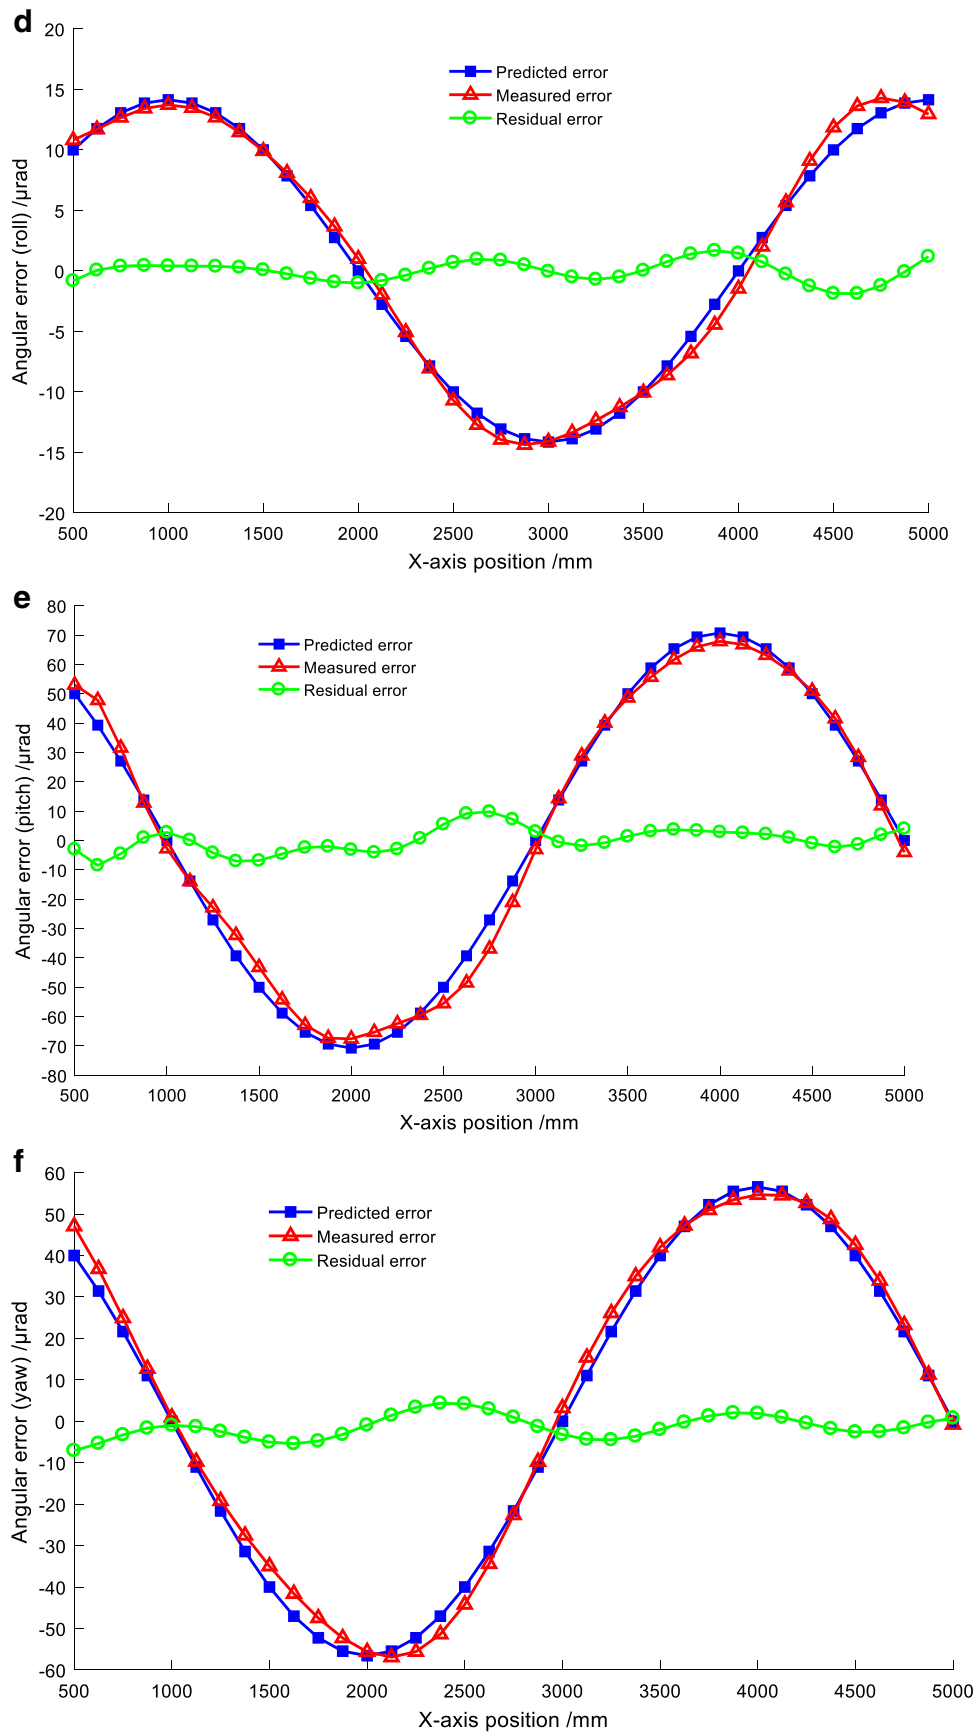 d
20
15
10
5
0
-5
-10
-15
-20
Angular error (roll) /µrad
Predicted error
Measured error
Residual error
500 1000 1500 2000 2500 3000 3500 4000 4500 5000
X-axis position /mm
e
80
70
60
50
40
30
20
10
0
-10
-20
-30
-40
-50
-60
-70
-80
Angular error (pitch) /µrad
Predicted error
Measured error
Residual error
500 1000 1500 2000 2500 3000 3500 4000 4500 5000
X-axis position /mm
f
60
50
40
30
20
10
0
-10
-20
-30
-40
-50
-60
Angular error (yaw) /µrad
Predicted error
Measured error
Residual error
500 1000 1500 2000 2500 3000 3500 4000 4500 5000
X-axis position /mm